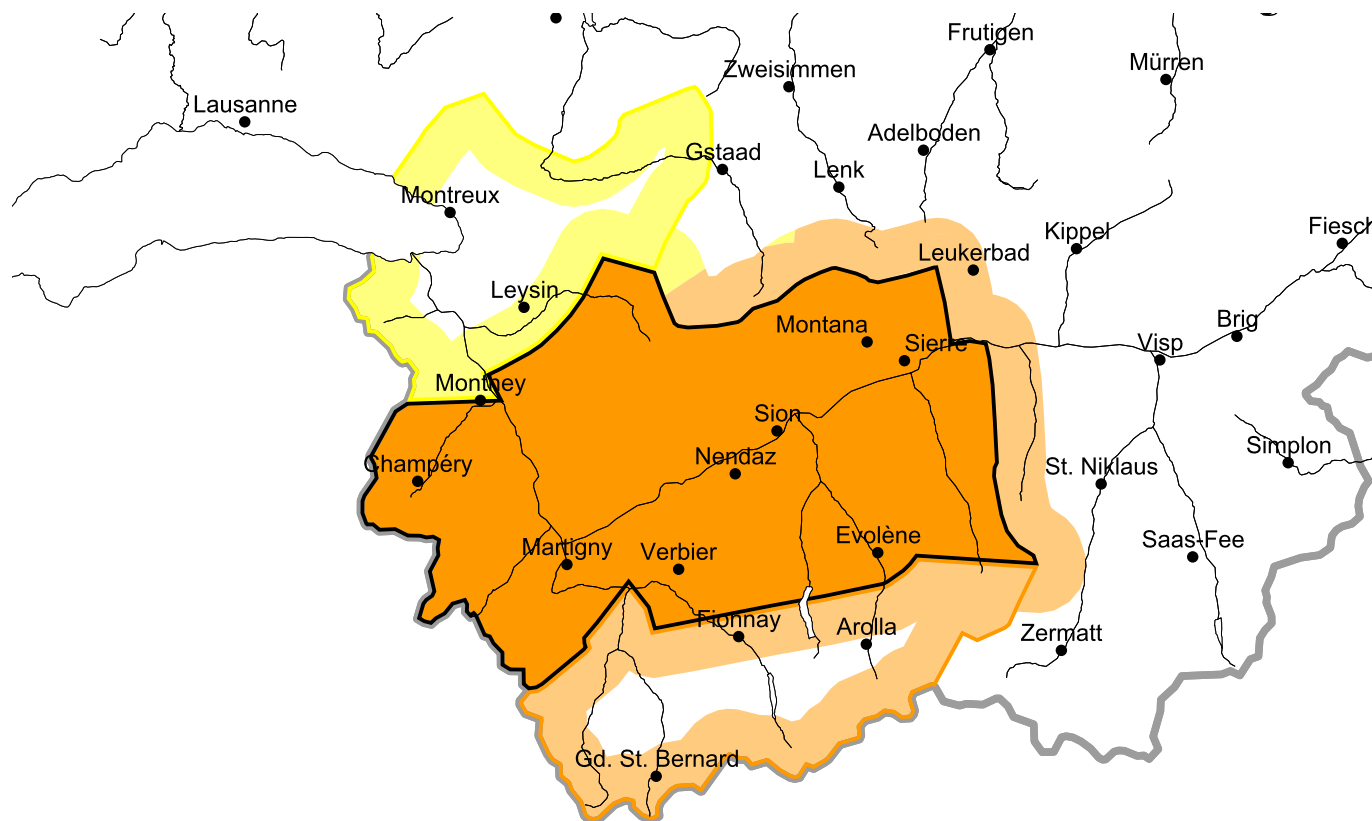 Frutigen
Mürren
Zweisimmen
Lausanne
Adelboden
Gstaad
Lenk
Montreux
Kippel
Fiesch
Leukerbad
Leysin
Montana
Brig
Sierre
Visp
Monthey
Sion
Simplon
Nendaz
Champéry
St. Niklaus
Evolène
Saas-Fee
Martigny
Verbier
Fionnay
Arolla
Zermatt
Gd. St. Bernard